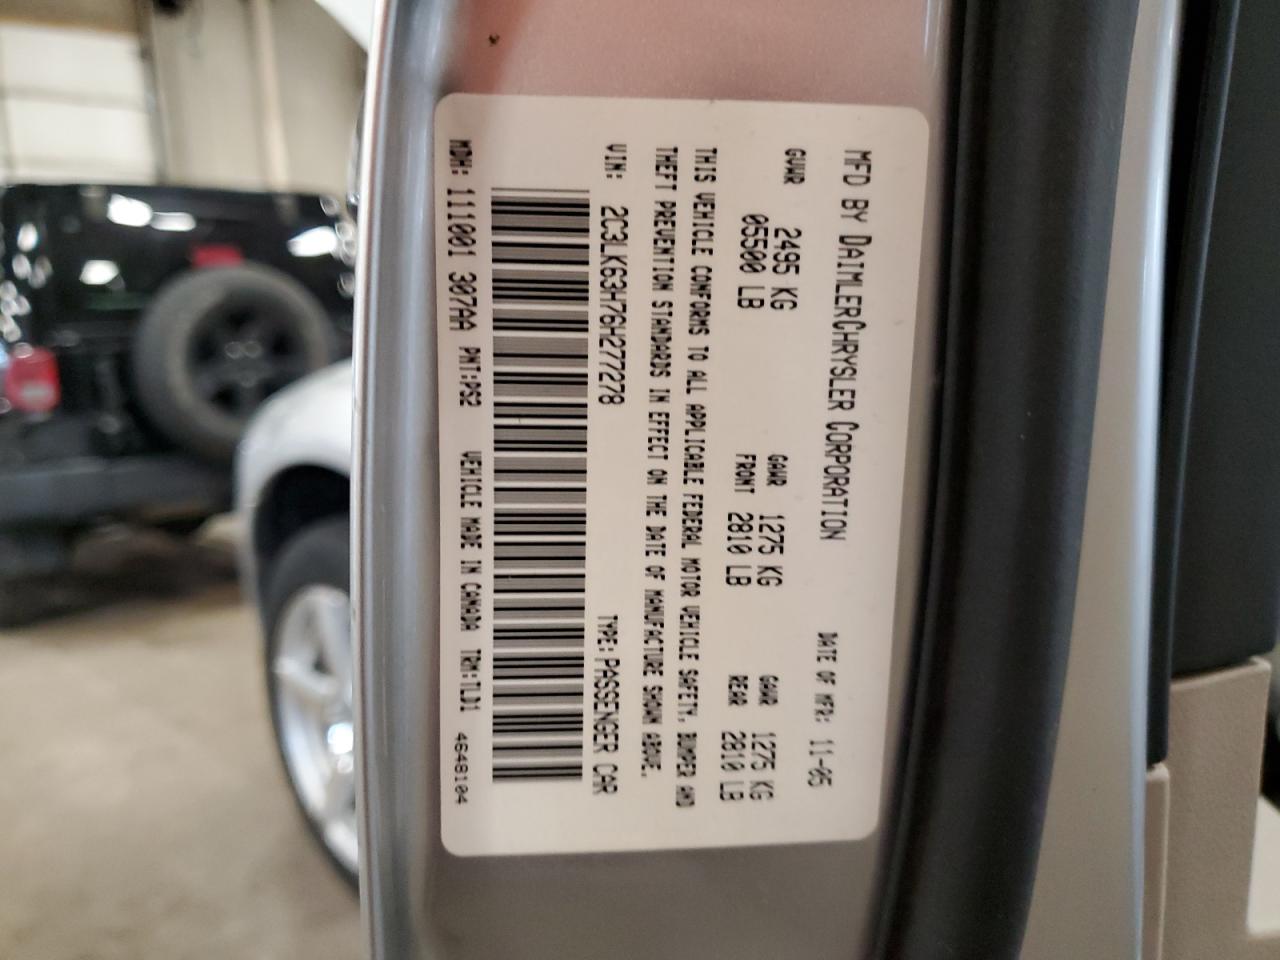 MFD BY DAIMLERCHRYSLER CORPORATION DATE OF MFR: 11-05
GVWR 2495 KG GAWR 1275 KG GAWR 1275 KG
05500 LB FRONT 2810 LB REAR 2810 LB
THIS VEHICLE CONFORMS TO ALL APPLICABLE FEDERAL MOTOR VEHICLE SAFETY, BUMPER AND
THEFT PREVENTION STANDARDS IN EFFECT ON THE DATE OF MANUFACTURE SHOWN ABOVE.
VIN: 2C3LK63H76H277278 TYPE: PASSENGER CAR
MDH: 111001 307AA PNT:PS2 VEHICLE MADE IN CANADA TRM:TLD1 4648104